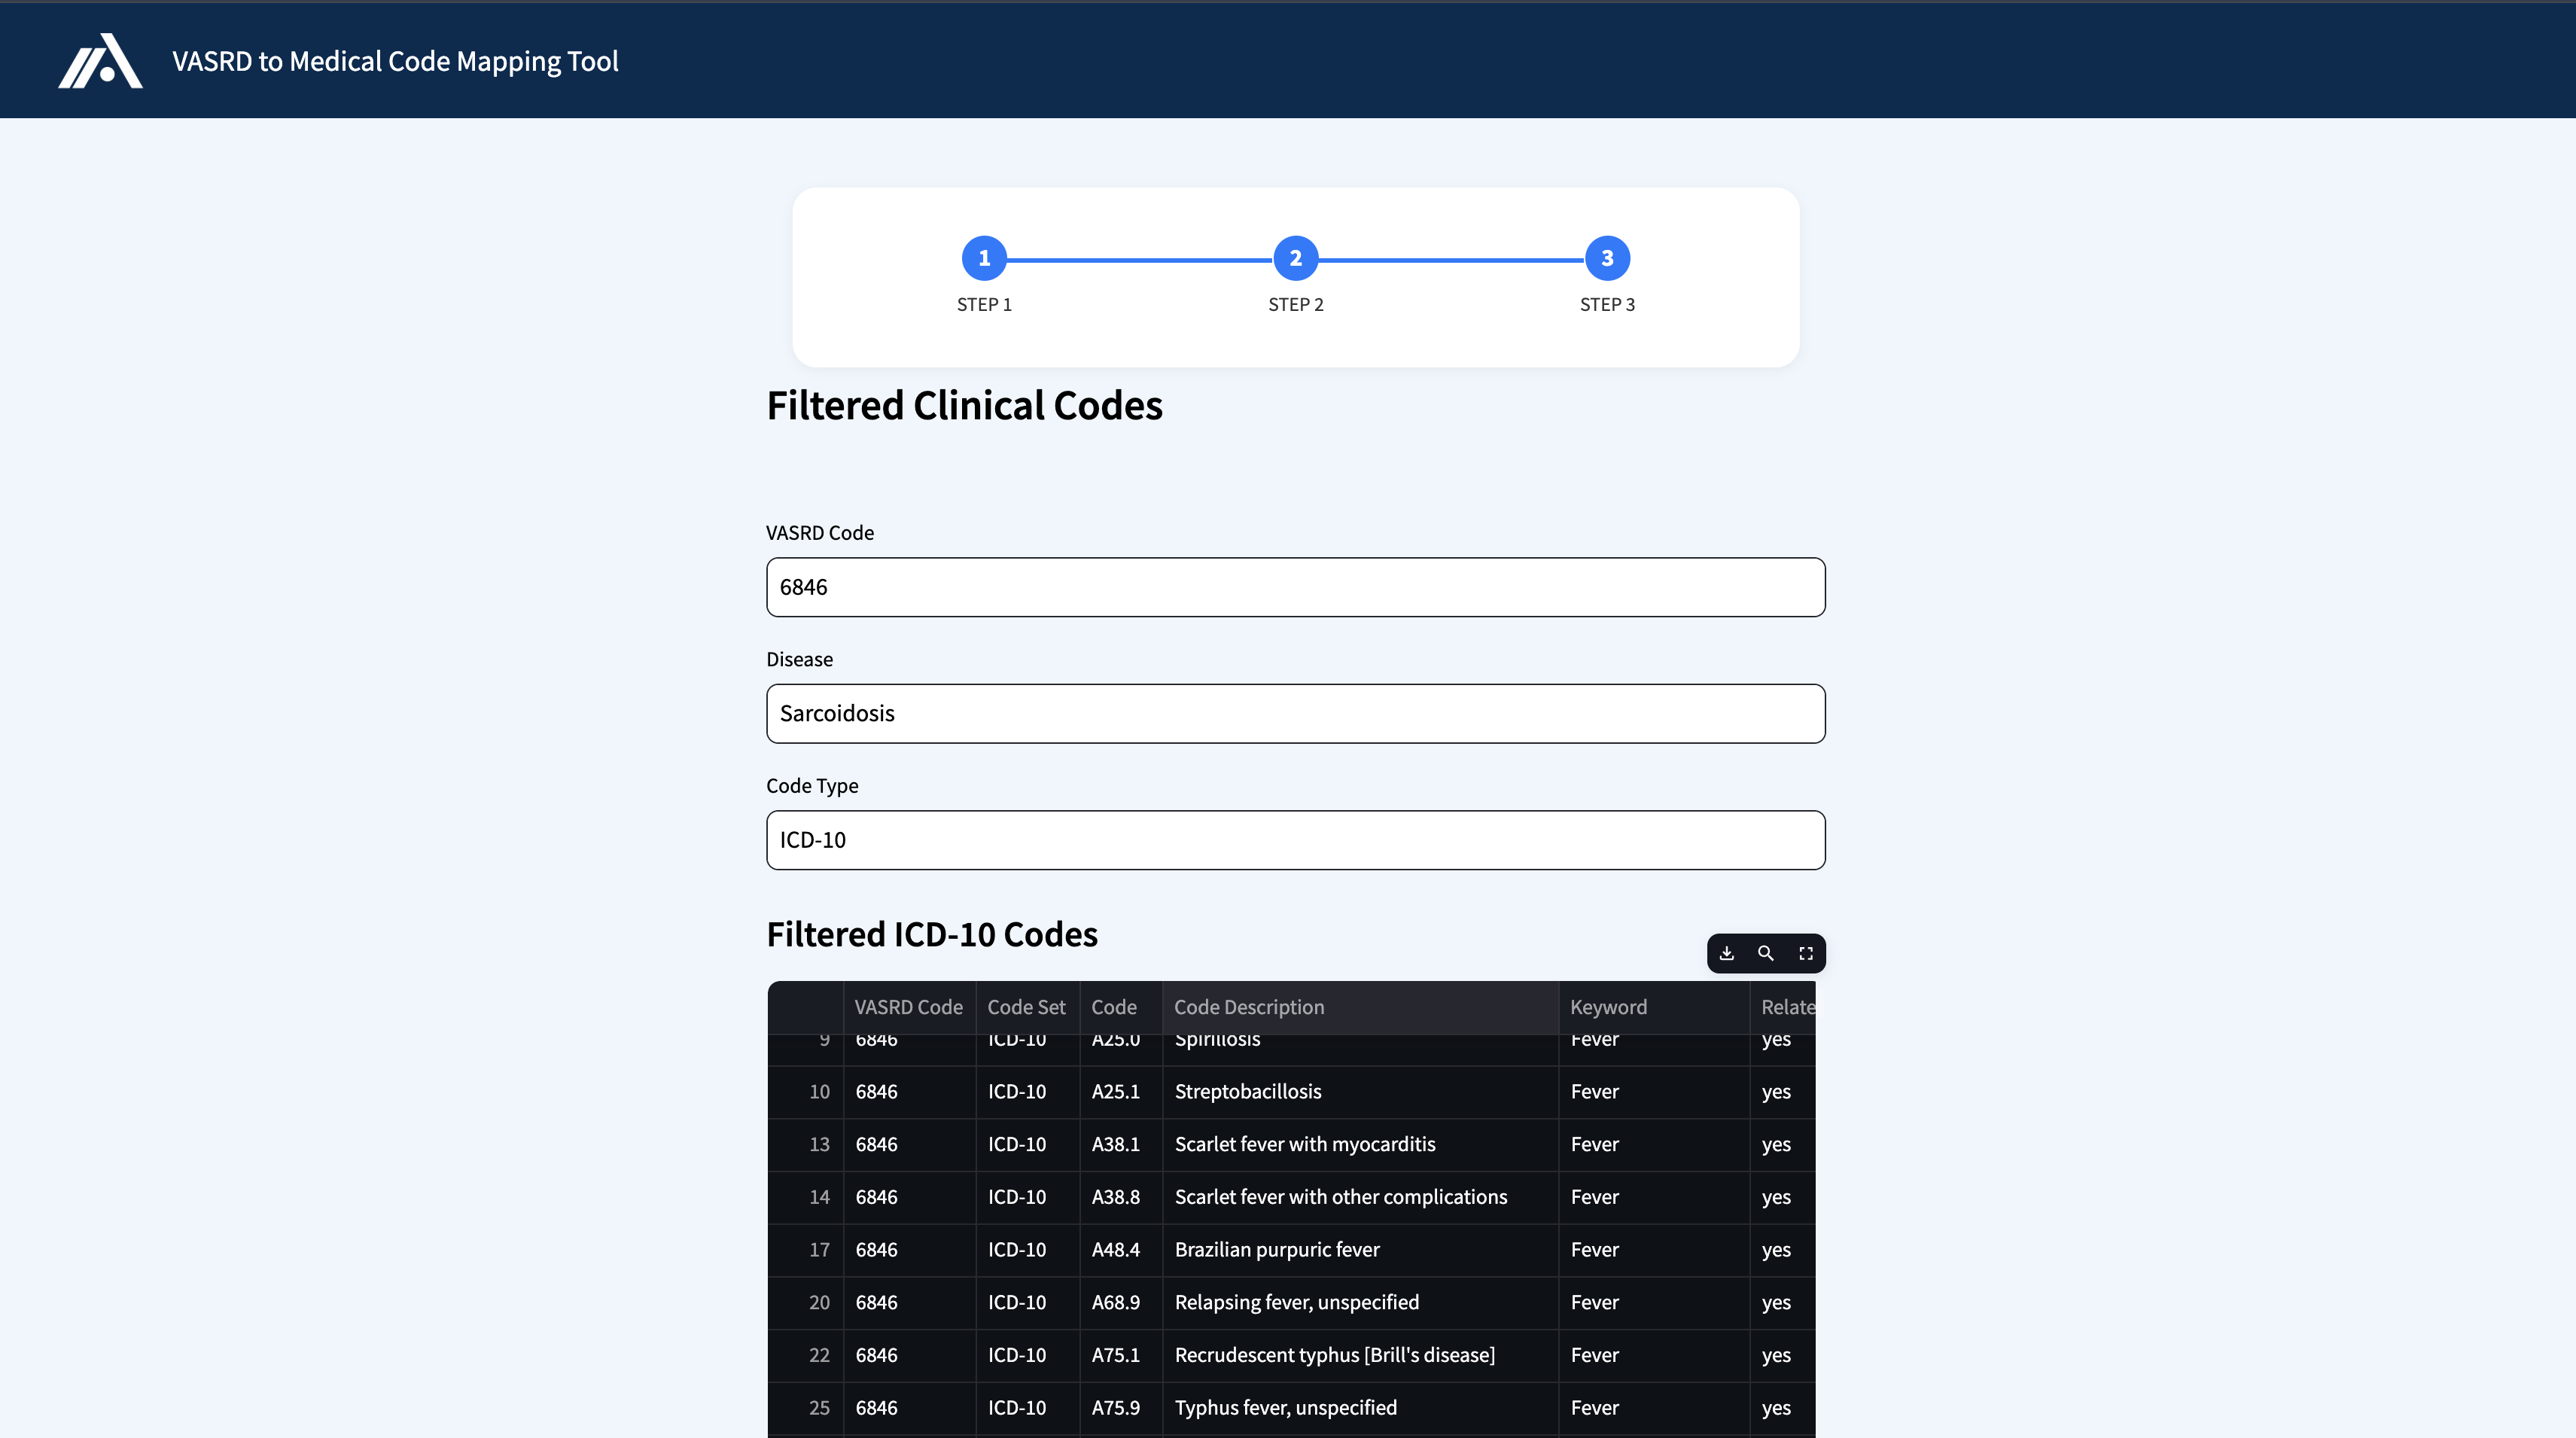 VASRD to Medical Code Mapping Tool
1 2 3
STEP 1 STEP 2 STEP 3
Filtered Clinical Codes
VASRD Code
6846
Disease
Sarcoidosis
Code Type
ICD-10
Filtered ICD-10 Codes
VASRD Code Code Set Code Code Description Keyword Relate
9 6846 ICD-10 A25.0 Spirillosis Fever yes
10 6846 ICD-10 A25.1 Streptobacillosis Fever yes
13 6846 ICD-10 A38.1 Scarlet fever with myocarditis Fever yes
14 6846 ICD-10 A38.8 Scarlet fever with other complications Fever yes
17 6846 ICD-10 A48.4 Brazilian purpuric fever Fever yes
20 6846 ICD-10 A68.9 Relapsing fever, unspecified Fever yes
22 6846 ICD-10 A75.1 Recrudescent typhus [Brill's disease] Fever yes
25 6846 ICD-10 A75.9 Typhus fever, unspecified Fever yes